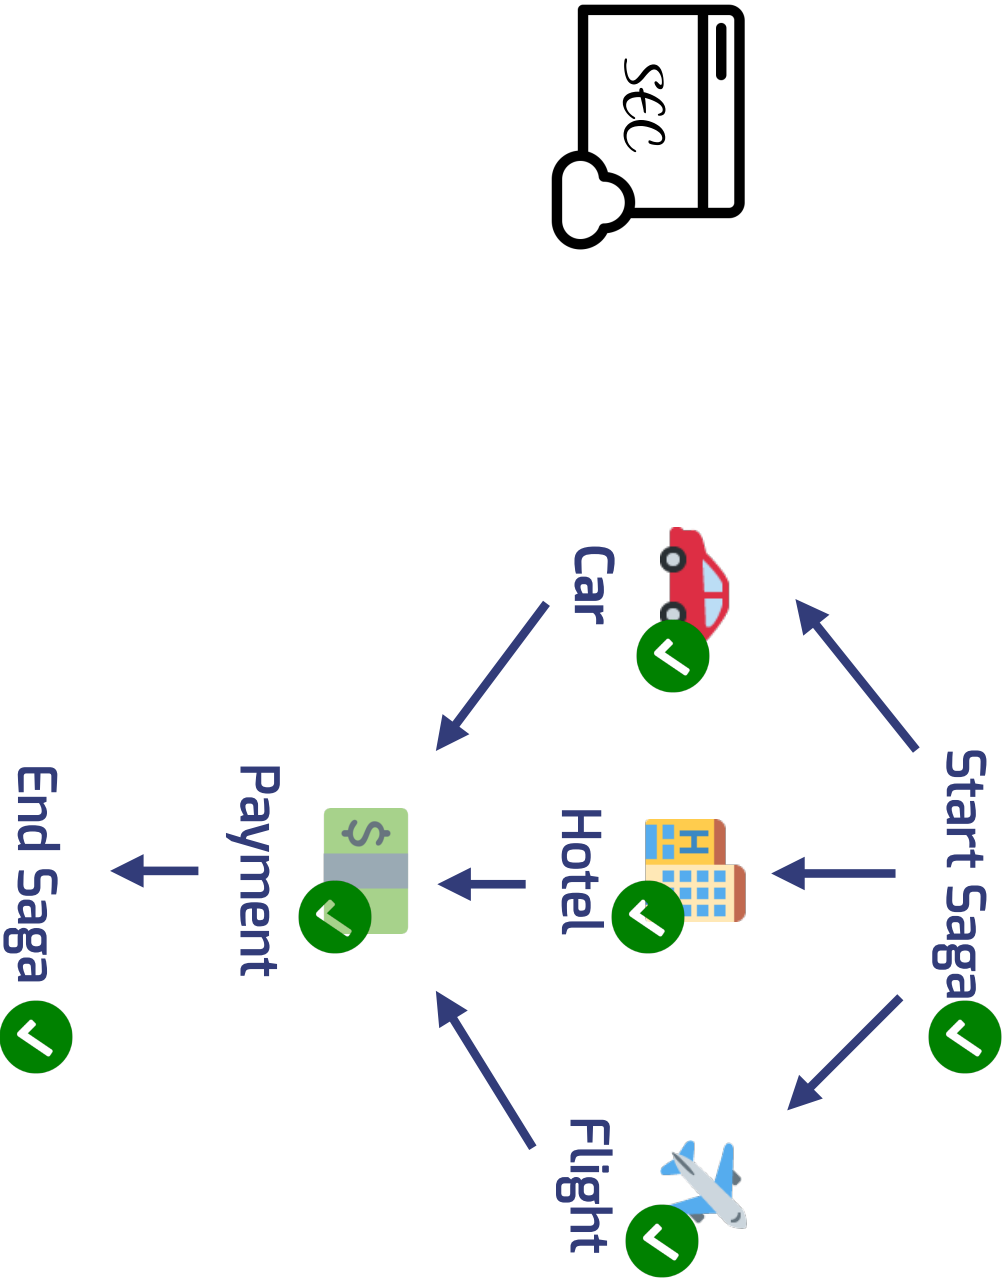 Start Saga
SEC
Car
Hotel
H
Flight
$
Payment
End Saga